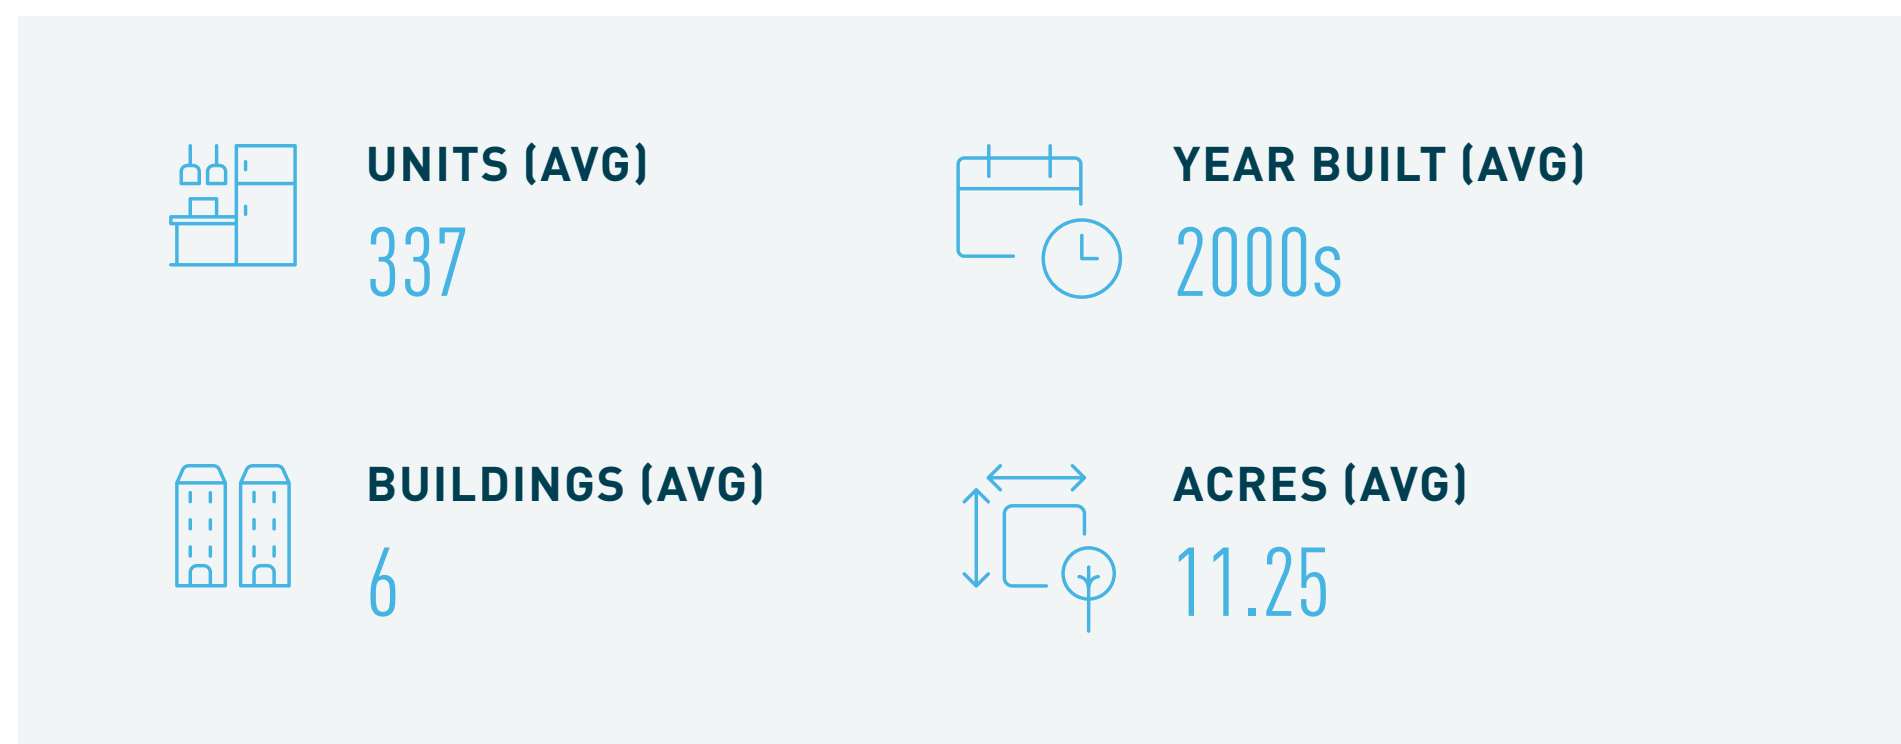 UNITS (AVG)
337
YEAR BUILT (AVG)
2000s
BUILDINGS (AVG)
6
ACRES (AVG)
11.25